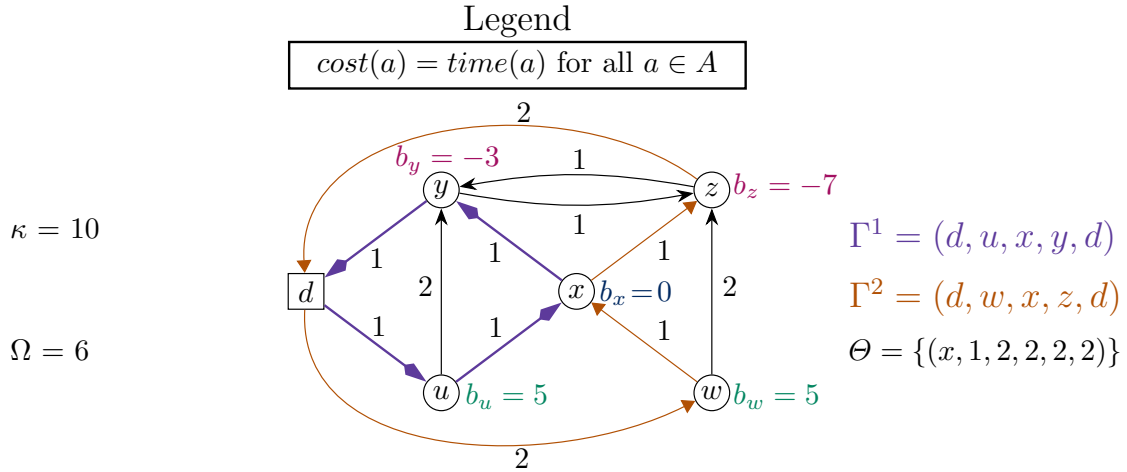 Legend
cost(a) = time(a) for all a ∈ A
2
b_y = −3
1
y
z
b_z = −7
1
κ = 10
Γ¹ = (d, u, x, y, d)
1
1
1
d
2
x
b_x = 0
2
Γ² = (d, w, x, z, d)
1
1
1
Ω = 6
Θ = {(x, 1, 2, 2, 2, 2)}
u
b_u = 5
w
b_w = 5
2